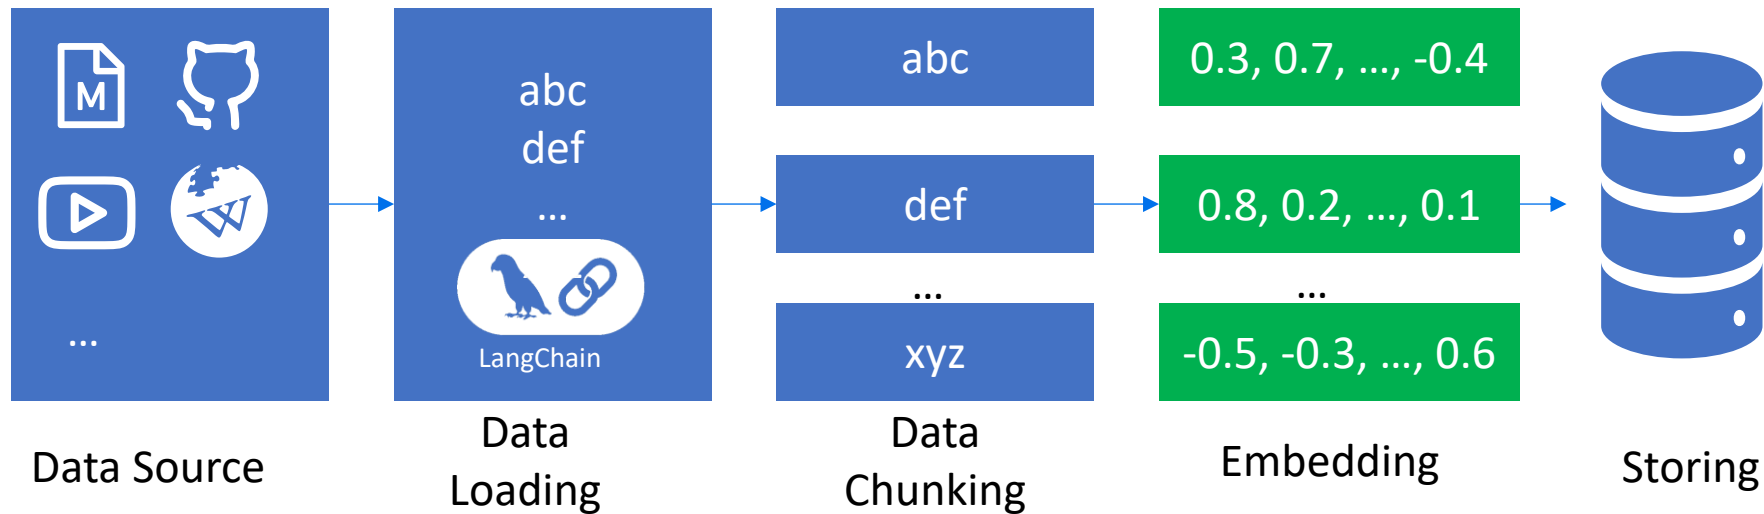 M
W
...
Data Source
abc
def
...
LangChain
Data
Loading
abc
def
...
xyz
Data
Chunking
0.3, 0.7, ..., -0.4
0.8, 0.2, ..., 0.1
...
-0.5, -0.3, ..., 0.6
Embedding
Storing